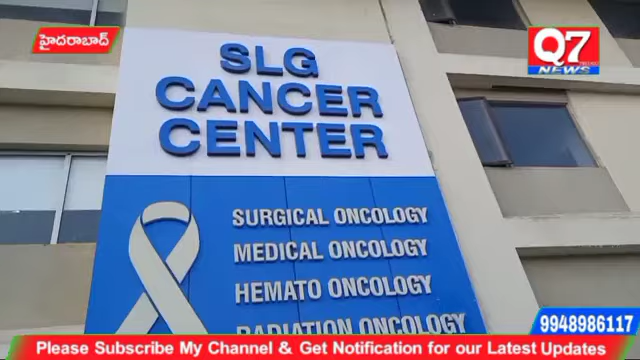 హైదరాబాద్
Q7
NEWS
SLG
CANCER
CENTER
SURGICAL ONCOLOGY
MEDICAL ONCOLOGY
HEMATO ONCOLOGY
RADIATION ONCOLOGY
9948986117
Please Subscribe My Channel & Get Notification for our Latest Updates